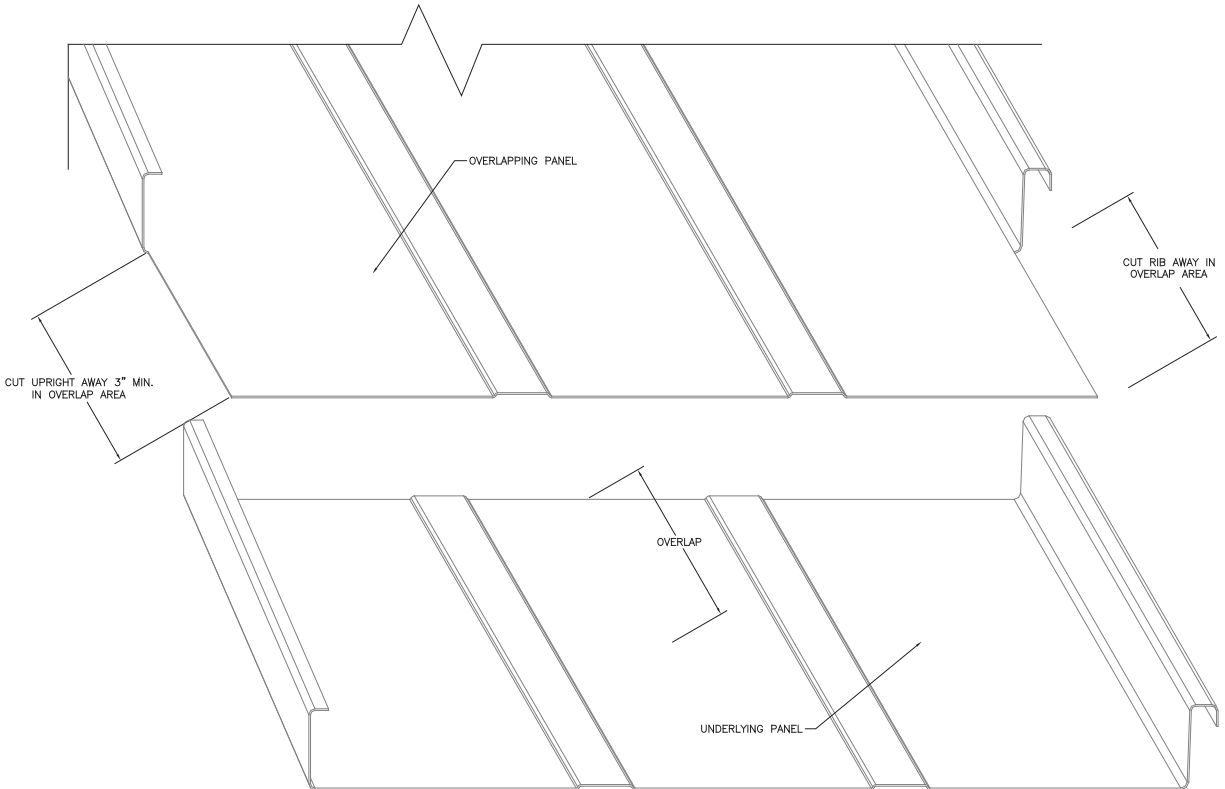 OVERLAPPING PANEL
CUT RIB AWAY IN
OVERLAP AREA
CUT UPRIGHT AWAY 3" MIN.
IN OVERLAP AREA
OVERLAP
UNDERLYING PANEL